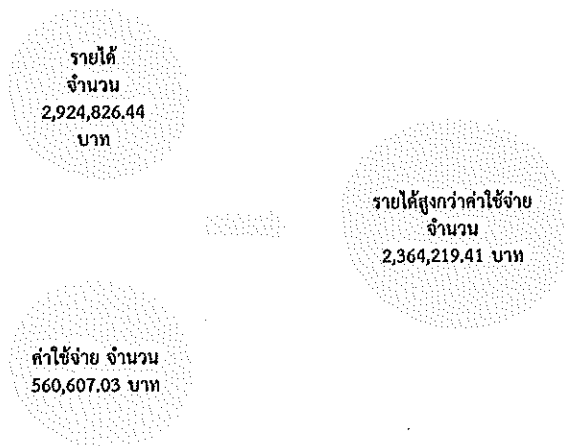 รายได้
จำนวน
2,924,826.44
บาท
รายได้สูงกว่าค่าใช้จ่าย
จำนวน
2,364,219.41 บาท
ค่าใช้จ่าย จำนวน
560,607.03 บาท